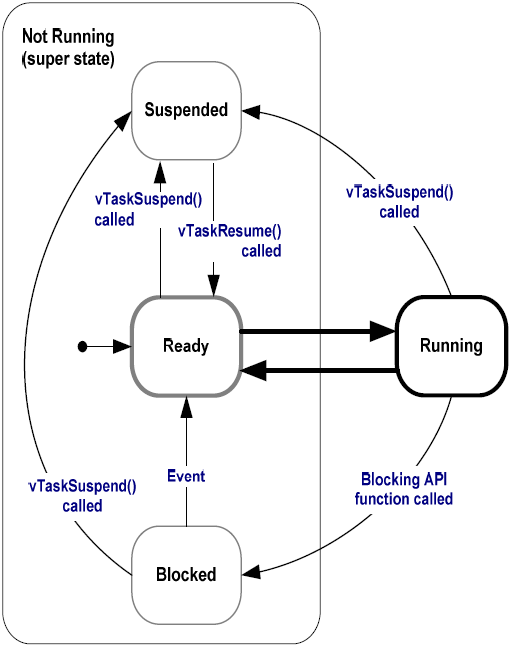 Not Running
(super state)
Suspended
vTaskSuspend()
called
vTaskResume()
called
vTaskSuspend()
called
Ready
Running
Event
vTaskSuspend()
called
Blocking API
function called
Blocked